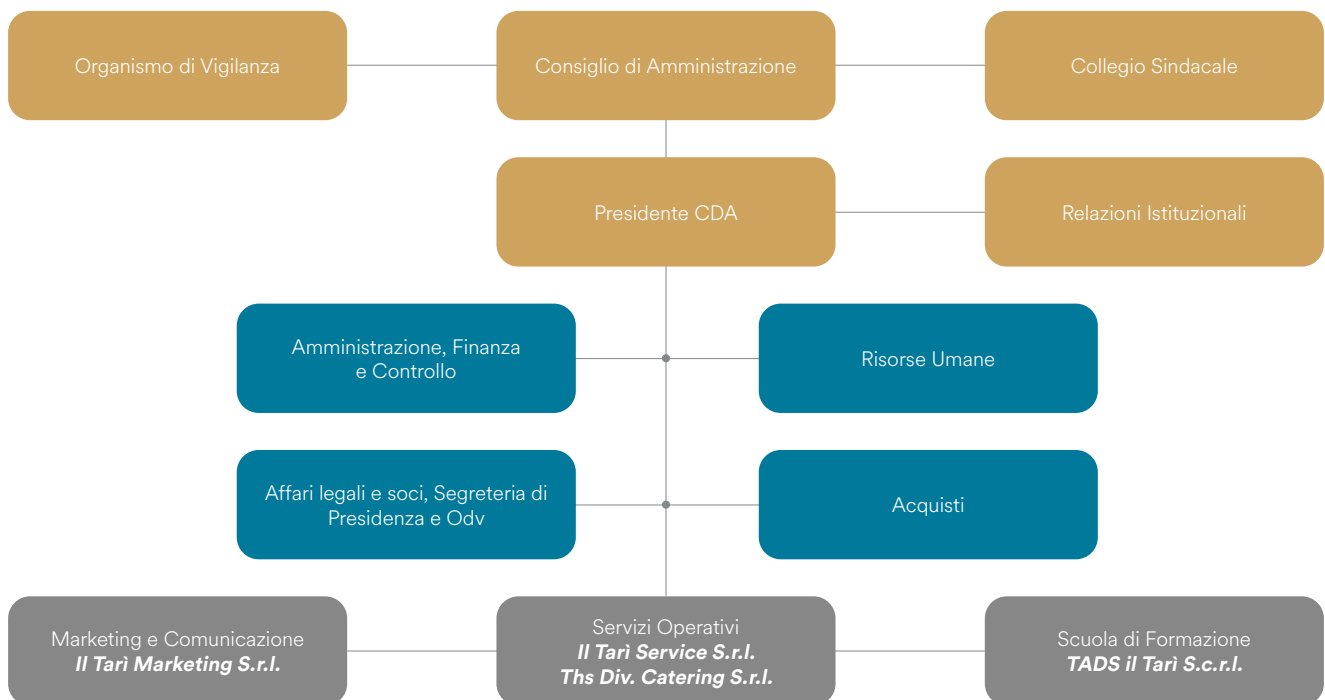 Organismo di Vigilanza
Consiglio di Amministrazione
Collegio Sindacale
Presidente CDA
Relazioni Istituzionali
Amministrazione, Finanza
e Controllo
Risorse Umane
Affari legali e soci, Segreteria di
Presidenza e Odv
Acquisti
Marketing e Comunicazione
Il Tarì Marketing S.r.l.
Servizi Operativi
Il Tarì Service S.r.l.
Ths Div. Catering S.r.l.
Scuola di Formazione
TADS il Tarì S.c.r.l.